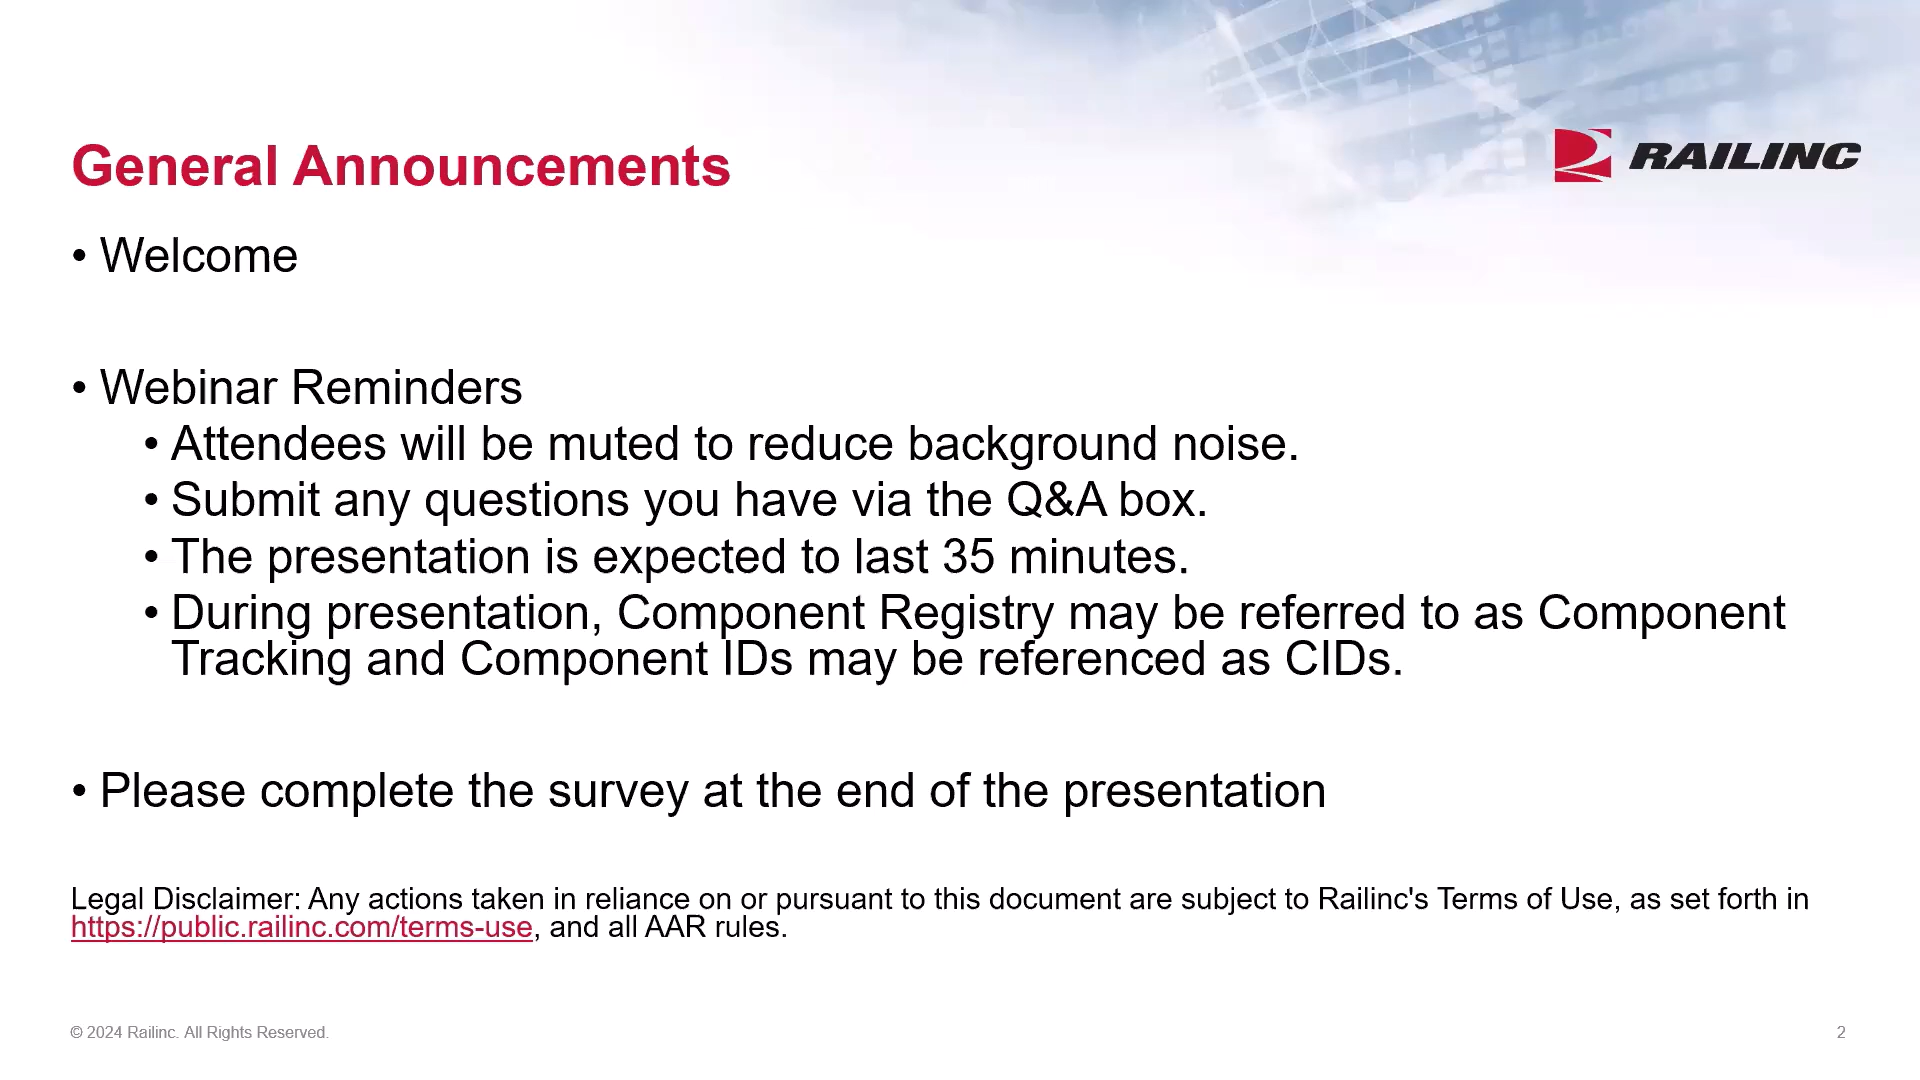 General Announcements
RAILINC
• Welcome
• Webinar Reminders
• Attendees will be muted to reduce background noise.
• Submit any questions you have via the Q&A box.
• The presentation is expected to last 35 minutes.
• During presentation, Component Registry may be referred to as Component
Tracking and Component IDs may be referenced as CIDs.
• Please complete the survey at the end of the presentation
Legal Disclaimer: Any actions taken in reliance on or pursuant to this document are subject to Railinc's Terms of Use, as set forth in
https://public.railinc.com/terms-use, and all AAR rules.
© 2024 Railinc. All Rights Reserved.
2